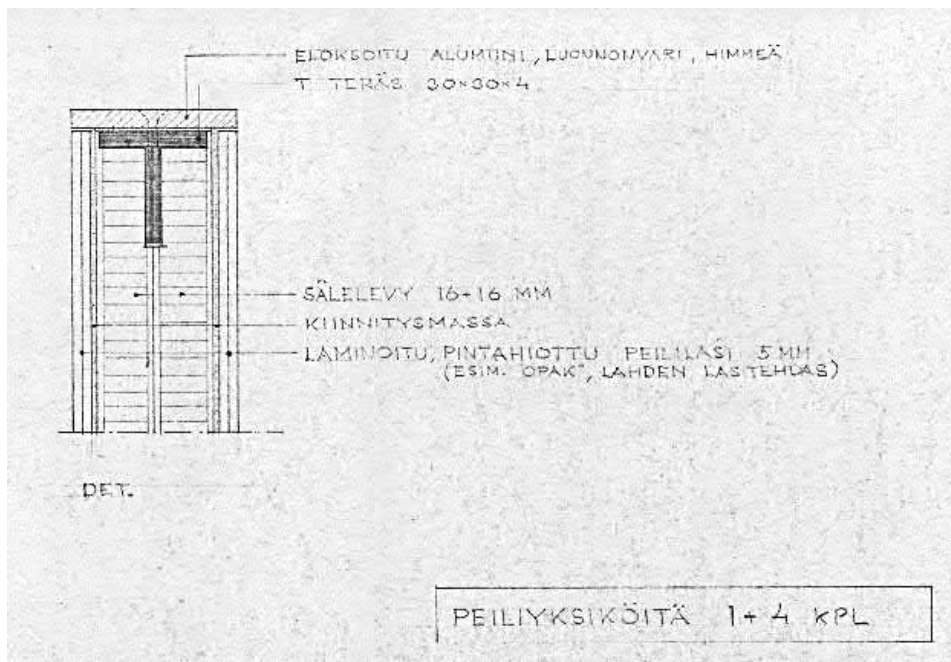 ELOKSOITU ALUMIINI, LUONNONVÄRI, HIMMEÄ
T TERÄS 30×30×4
SÄLELEVY 16+16 MM
KIINNITYSMASSA
LAMINOITU, PINTAHIOTTU PEILILASI 5 MM
(ESIM. "OPAK", LAHDEN LASITEHDAS)
DET.
PEILIYKSIKÖITÄ 1+4 KPL